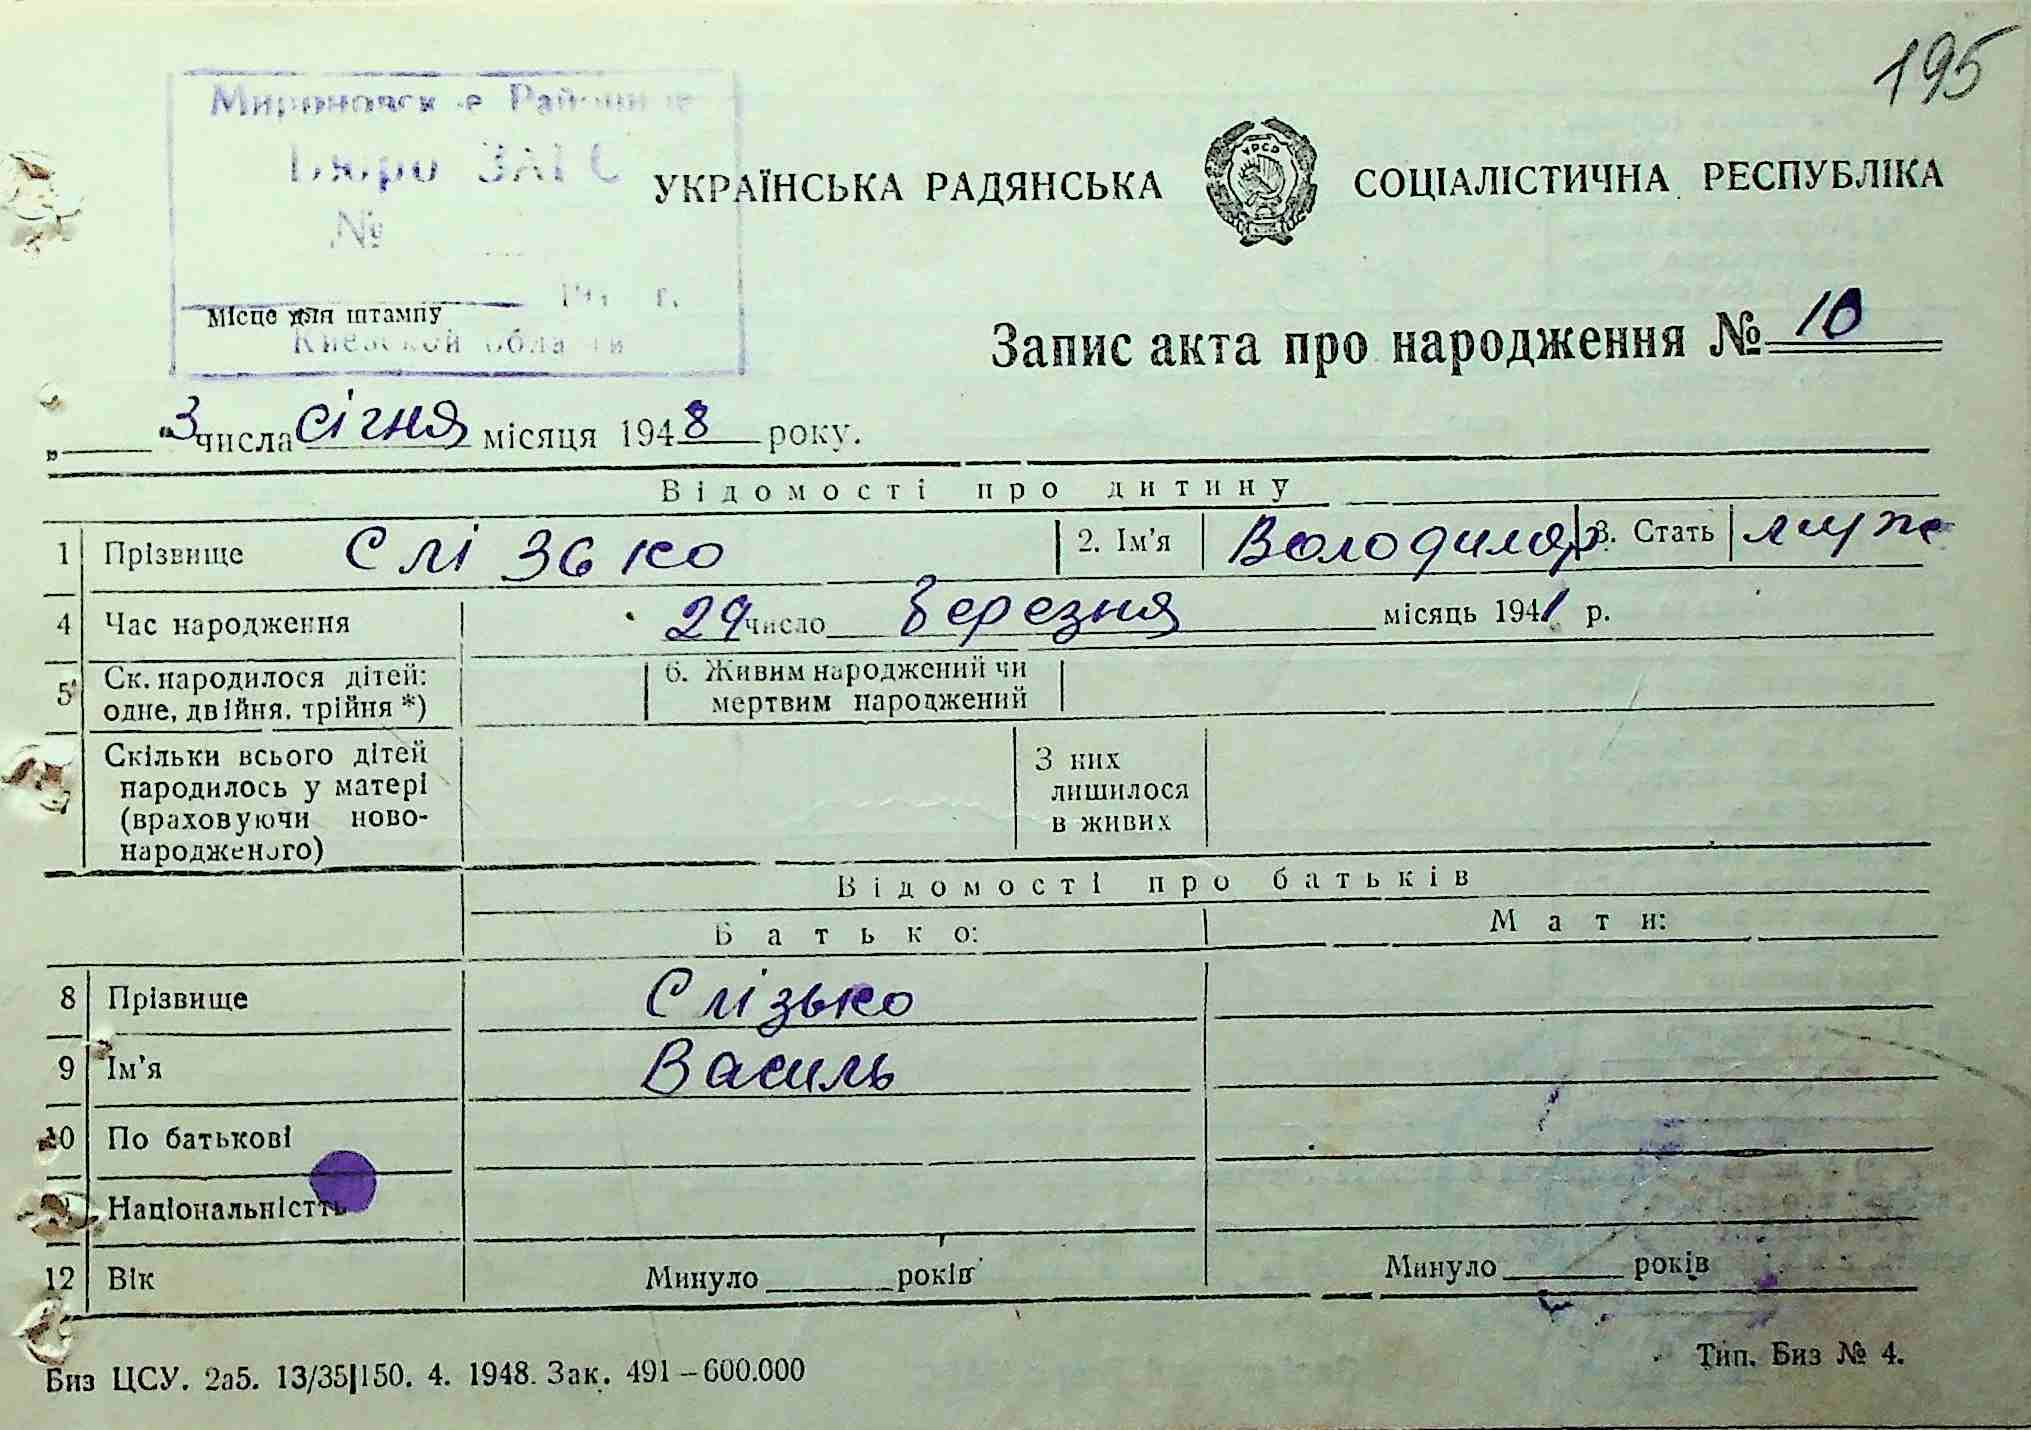 195
Бюро ЗАГС
№
УКРАЇНСЬКА РАДЯНСЬКА СОЦІАЛІСТИЧНА РЕСПУБЛІКА
УРСР
г.
Місце для штампу
Киевской области
Запис акта про народження № 10
„ 3 числа січня місяця 1948 року.
Відомості про дитину
1 Прізвище Слізько 2. Ім'я Володимир 3. Стать муж
4 Час народження 29 число березня місяць 1941 р.
5 Ск. народилося дітей: одне, двійня, трійня *) 6. Живим народжений чи мертвим народжений
7 Скільки всього дітей народилось у матері (враховуючи новонародженого) З них лишилося в живих
Відомості про батьків
Батько: Мати:
8 Прізвище Слізько
9 Ім'я Василь
10 По батькові
Національність
12 Вік Минуло років Минуло років
Биз ЦСУ. 2а5. 13/35|150. 4. 1948. Зак. 491–600.000 Тип. Биз № 4.